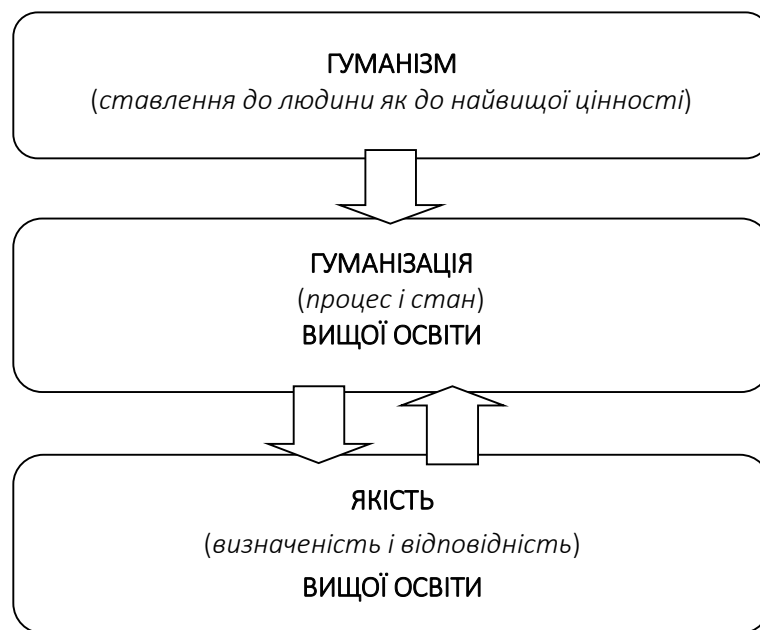 ГУМАНІЗМ
(ставлення до людини як до найвищої цінності)
ГУМАНІЗАЦІЯ
(процес і стан)
ВИЩОЇ ОСВІТИ
ЯКІСТЬ
(визначеність і відповідність)
ВИЩОЇ ОСВІТИ